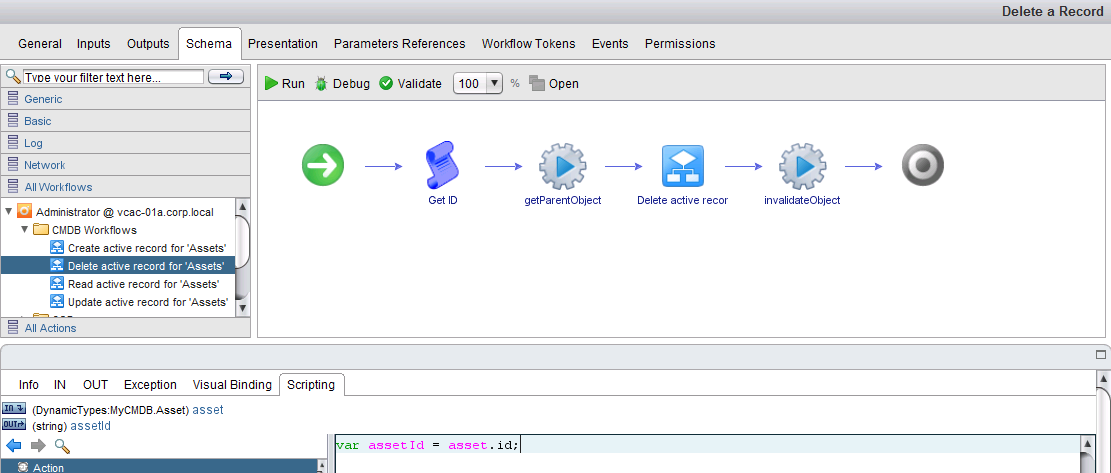 Delete a Record
General Inputs Outputs Schema Presentation Parameters References Workflow Tokens Events Permissions
Type your filter text here...
Run Debug Validate 100 % Open
Generic
Basic
Log
Network
All Workflows
Administrator @ vcac-01a.corp.local
CMDB Workflows
Create active record for 'Assets'
Delete active record for 'Assets'
Read active record for 'Assets'
Update active record for 'Assets'
All Actions
Get ID getParentObject Delete active recor invalidateObject
Info IN OUT Exception Visual Binding Scripting
IN (DynamicTypes:MyCMDB.Asset) asset
OUT (string) assetId
var assetId = asset.id;
Action